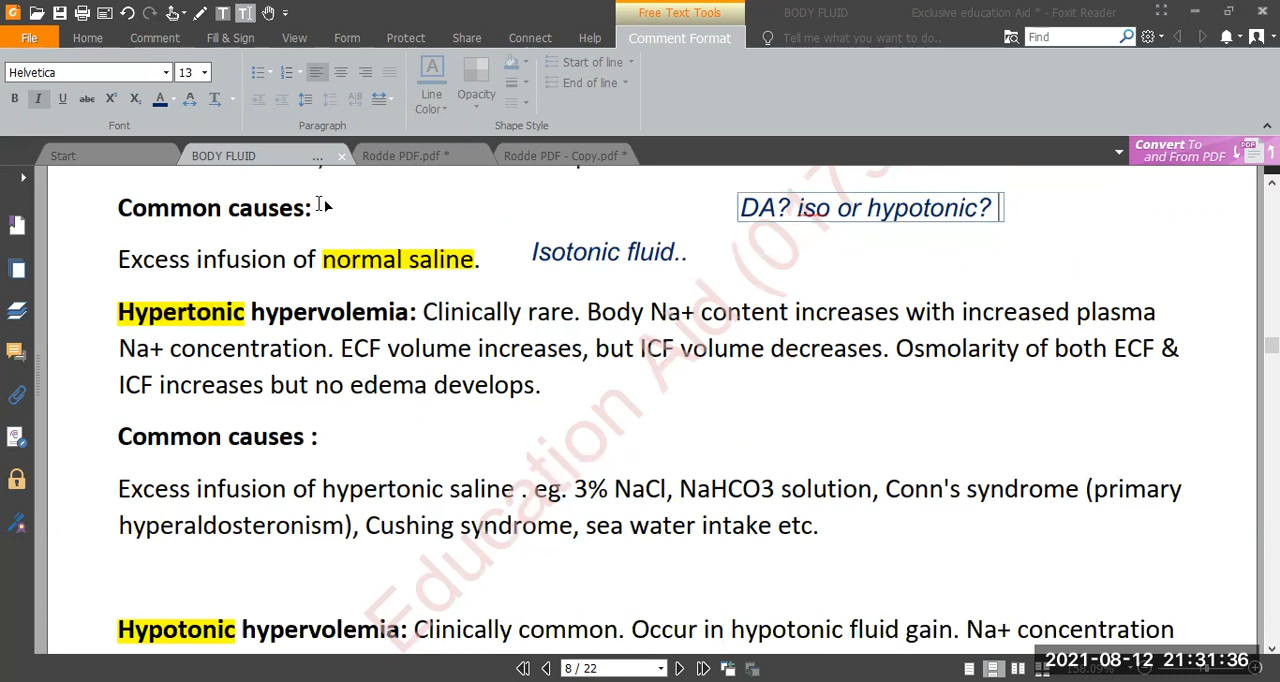 Free Text Tools
BODY FLUID
Exclusive education Aid * - Foxit Reader
File Home Comment Fill & Sign View Form Protect Share Connect Help Comment Format Tell me what you want to do.. Find
Helvetica 13
Line Color
Opacity
Start of line
End of line
Font Paragraph Shape Style
Start BODY FLUID ... Rodde PDF.pdf * Rodde PDF - Copy.pdf *
Convert To
and From PDF
Common causes:
DA? iso or hypotonic?
Excess infusion of normal saline.
Isotonic fluid..
Hypertonic hypervolemia: Clinically rare. Body Na+ content increases with increased plasma
Na+ concentration. ECF volume increases, but ICF volume decreases. Osmolarity of both ECF &
ICF increases but no edema develops.
Common causes :
Excess infusion of hypertonic saline . eg. 3% NaCl, NaHCO3 solution, Conn's syndrome (primary
hyperaldosteronism), Cushing syndrome, sea water intake etc.
Hypotonic hypervolemia: Clinically common. Occur in hypotonic fluid gain. Na+ concentration
Education Aid (0173
8 / 22
2021-08-12 21:31:36